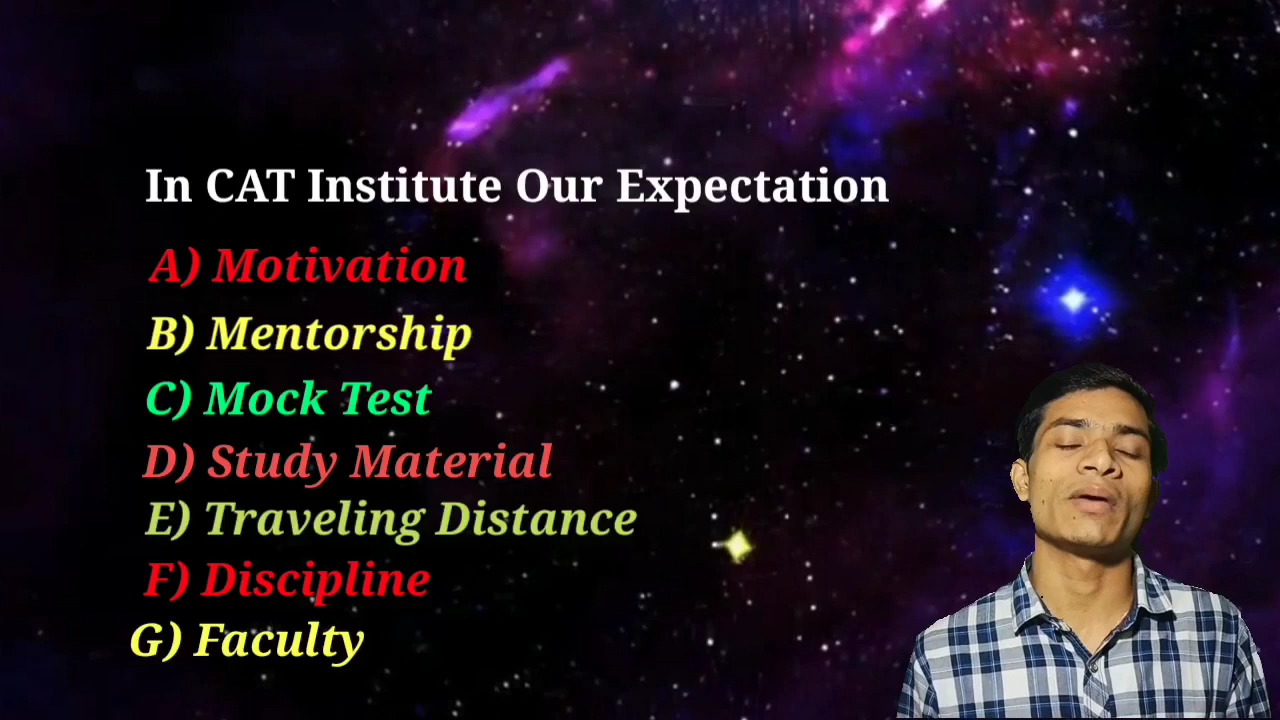 In CAT Institute Our Expectation
A) Motivation
B) Mentorship
C) Mock Test
D) Study Material
E) Traveling Distance
F) Discipline
G) Faculty